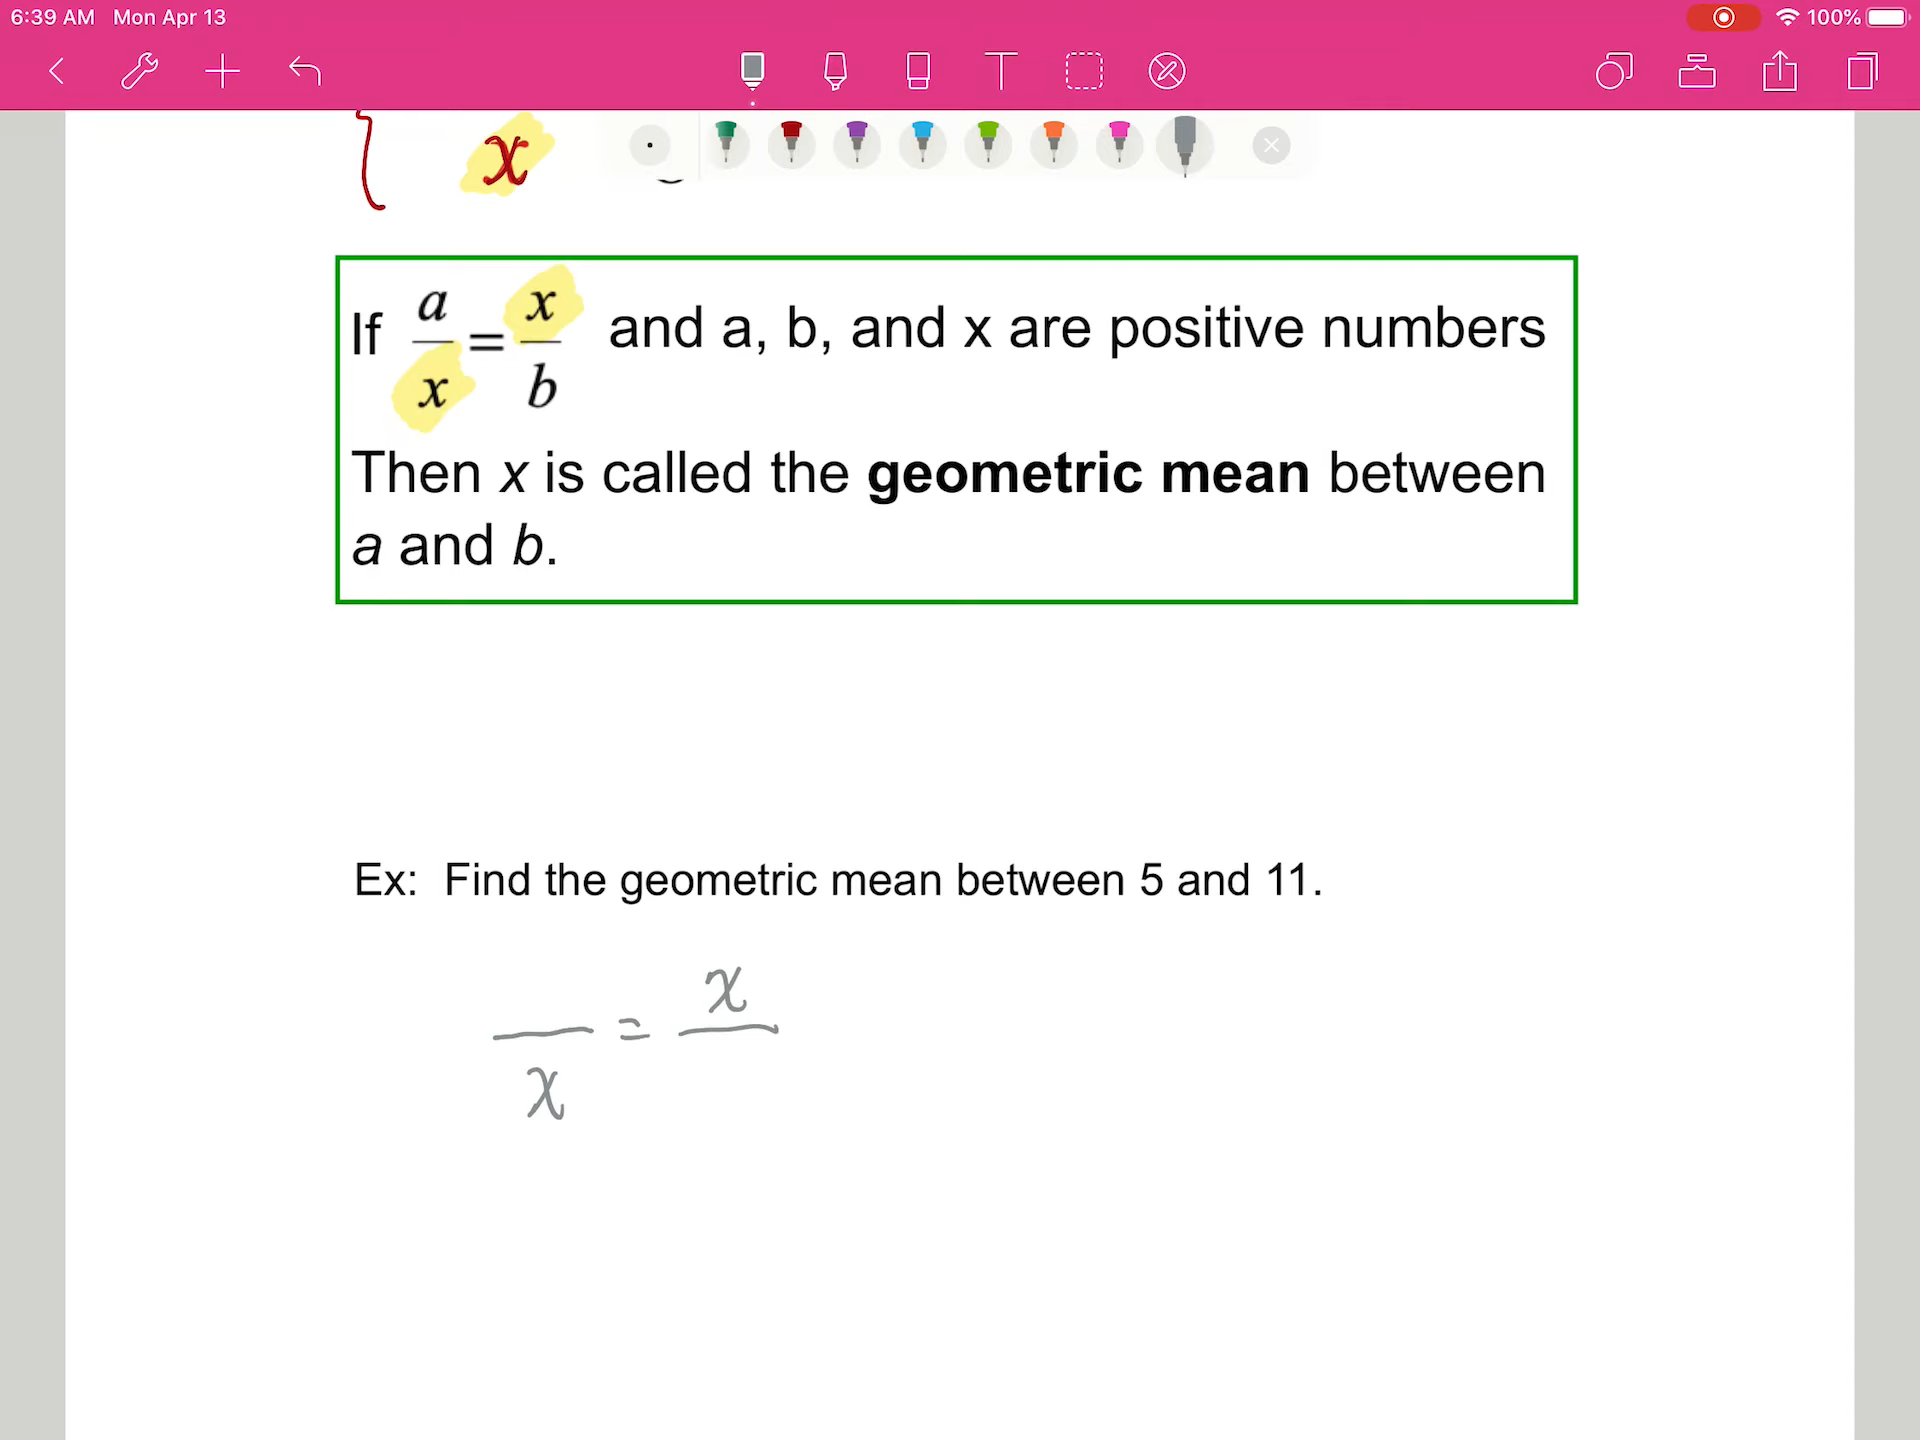 6:39 AM Mon Apr 13 100%
x
If a/x = x/b and a, b, and x are positive numbers
Then x is called the geometric mean between
a and b.
Ex: Find the geometric mean between 5 and 11.
x
— = —
x